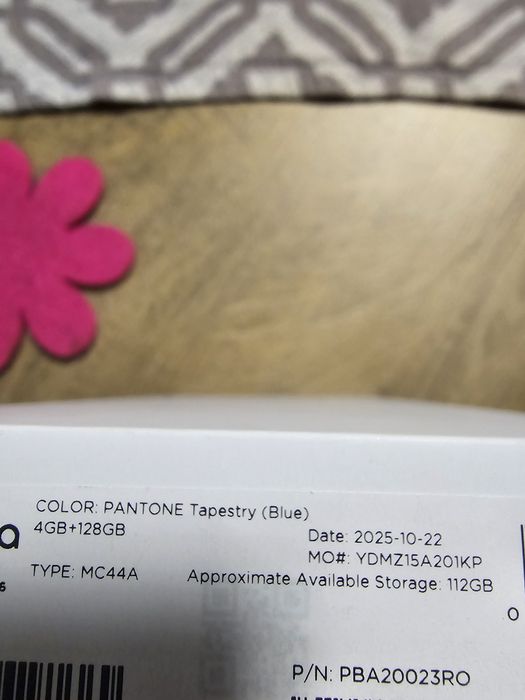 COLOR: PANTONE Tapestry (Blue)
4GB+128GB
Date: 2025-10-22
MO#: YDMZ15A201KP
TYPE: MC44A
Approximate Available Storage: 112GB
P/N: PBA20023RO